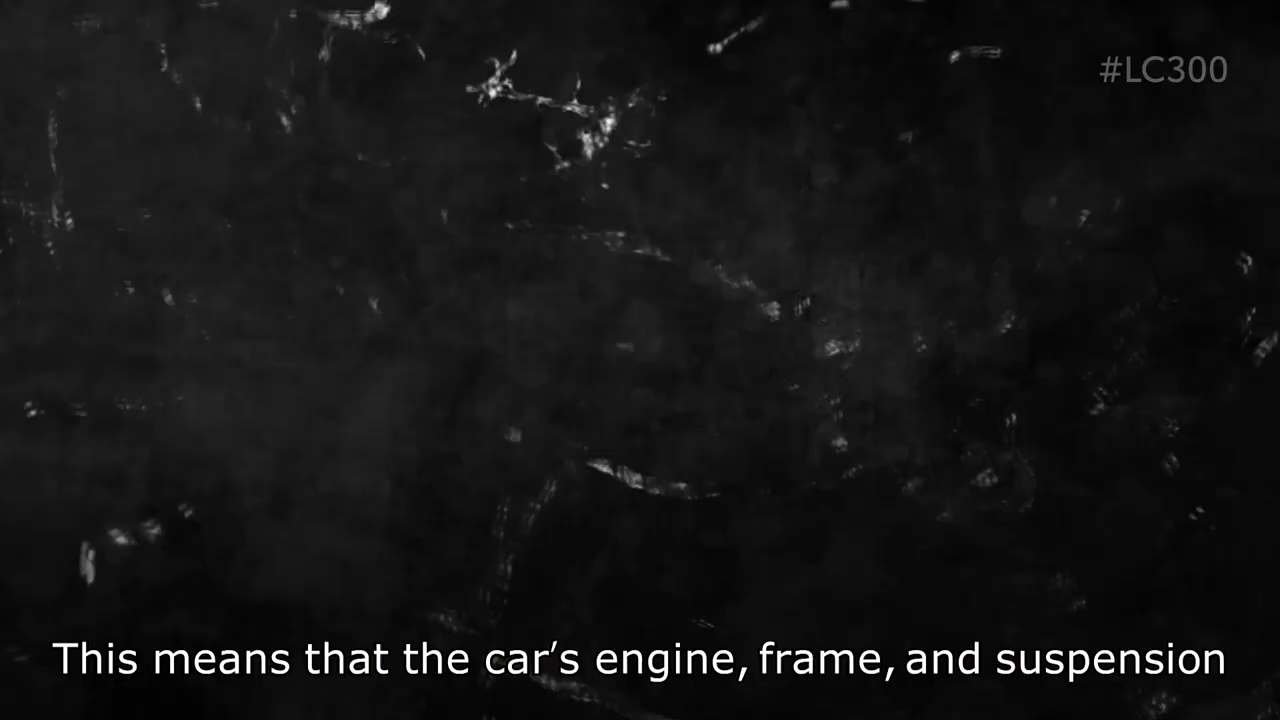 #LC300
This means that the car's engine, frame, and suspension